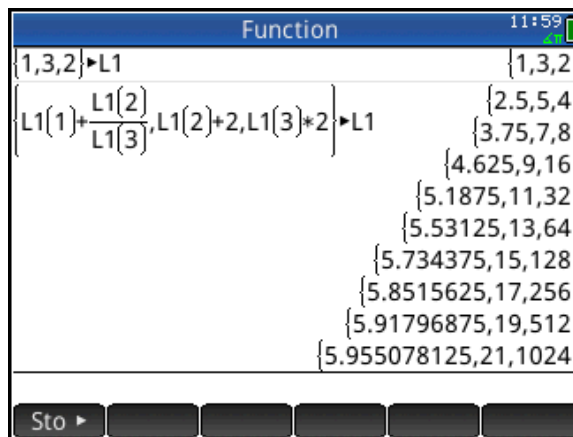 Function
11:59
∡π
{1,3,2}▶L1
{1,3,2
{L1(1)+L1(2)/L1(3),L1(2)+2,L1(3)*2}▶L1
{2.5,5,4
{3.75,7,8
{4.625,9,16
{5.1875,11,32
{5.53125,13,64
{5.734375,15,128
{5.8515625,17,256
{5.91796875,19,512
{5.955078125,21,1024
Sto ▶